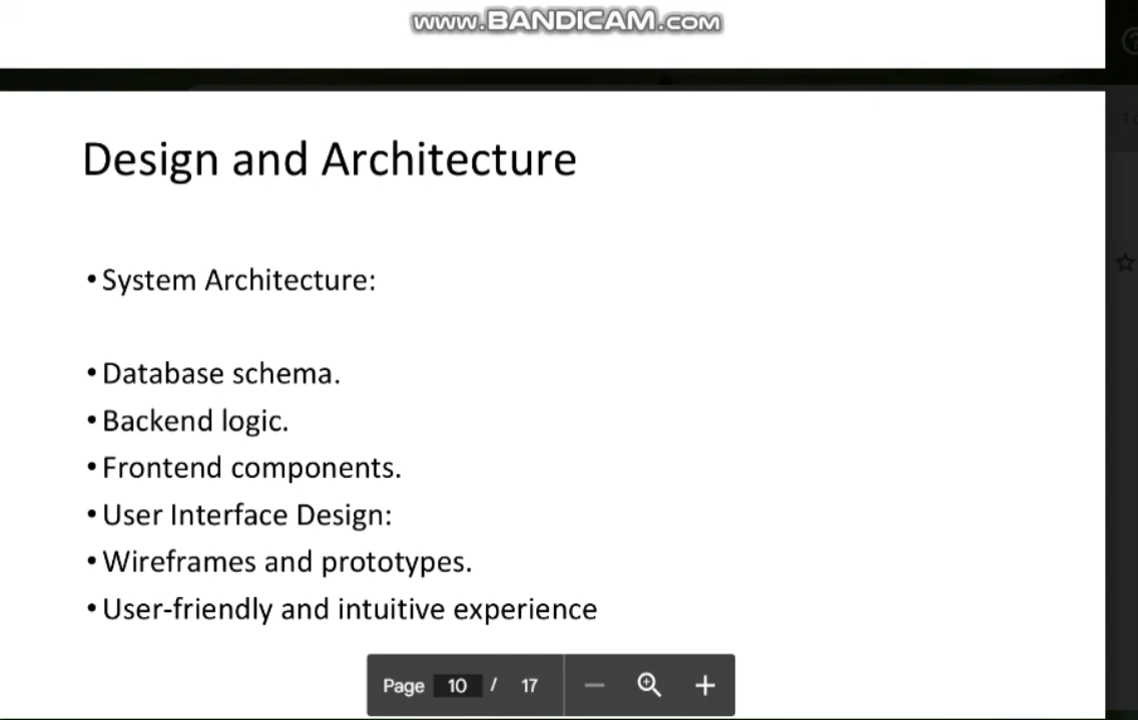 www.BANDICAM.com
Design and Architecture
• System Architecture:
• Database schema.
• Backend logic.
• Frontend components.
• User Interface Design:
• Wireframes and prototypes.
• User-friendly and intuitive experience
Page 10 / 17